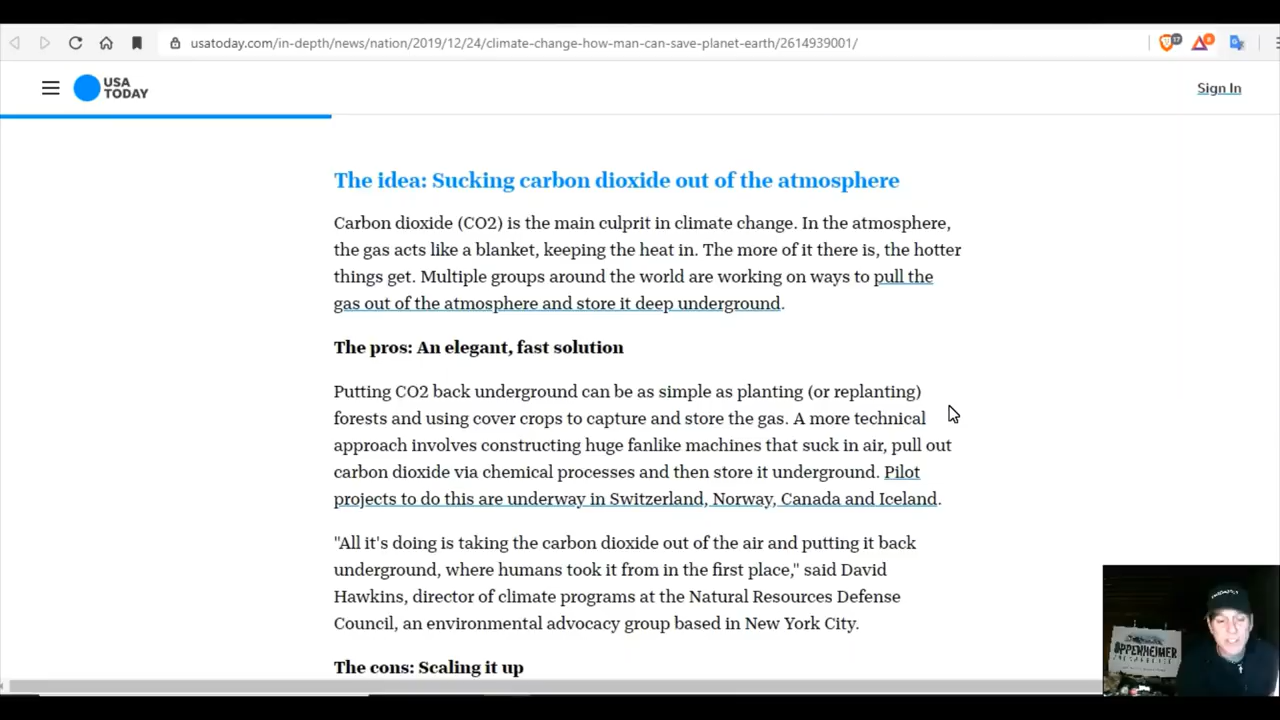 usatoday.com/in-depth/news/nation/2019/12/24/climate-change-how-man-can-save-planet-earth/2614939001/
USA
TODAY
Sign In
The idea: Sucking carbon dioxide out of the atmosphere
Carbon dioxide (CO2) is the main culprit in climate change. In the atmosphere,
the gas acts like a blanket, keeping the heat in. The more of it there is, the hotter
things get. Multiple groups around the world are working on ways to pull the
gas out of the atmosphere and store it deep underground.
The pros: An elegant, fast solution
Putting CO2 back underground can be as simple as planting (or replanting)
forests and using cover crops to capture and store the gas. A more technical
approach involves constructing huge fanlike machines that suck in air, pull out
carbon dioxide via chemical processes and then store it underground. Pilot
projects to do this are underway in Switzerland, Norway, Canada and Iceland.
"All it's doing is taking the carbon dioxide out of the air and putting it back
underground, where humans took it from in the first place," said David
Hawkins, director of climate programs at the Natural Resources Defense
Council, an environmental advocacy group based in New York City.
The cons: Scaling it up
OPPENHEIMER